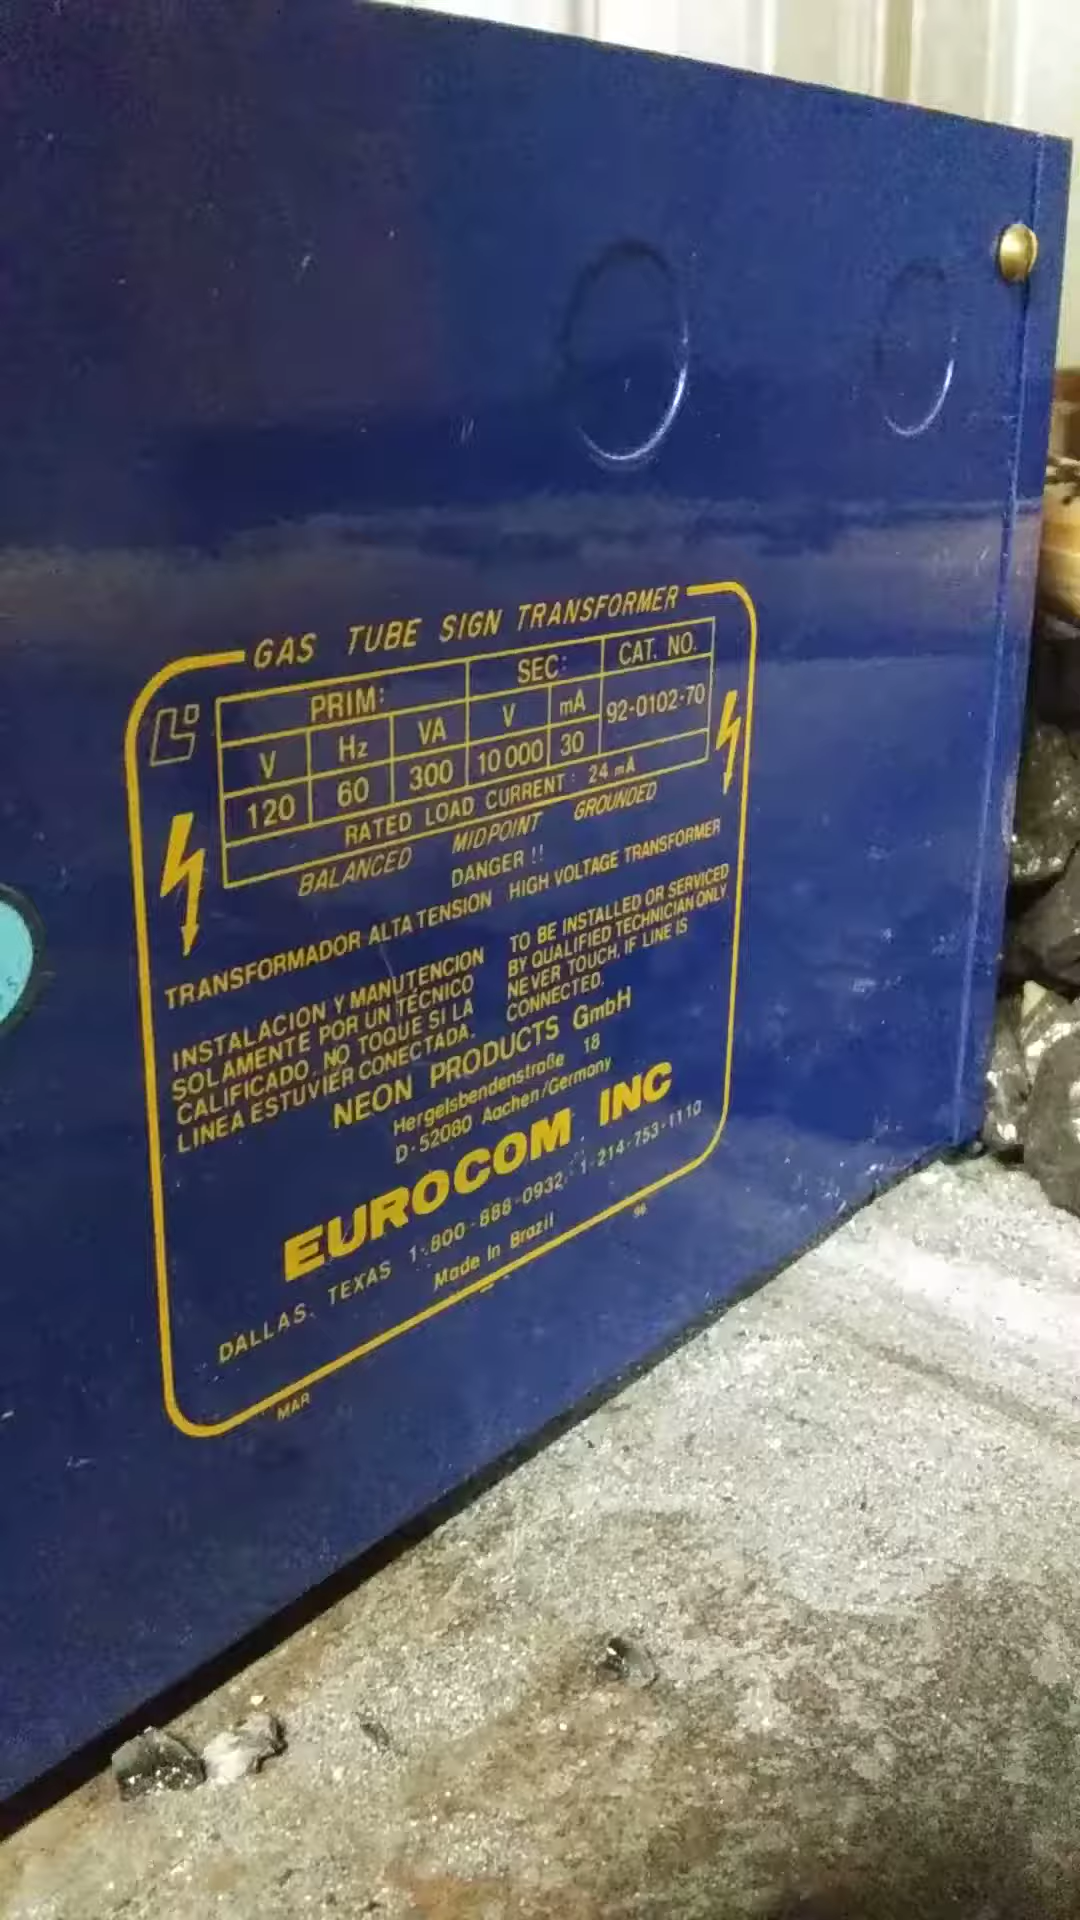 GAS TUBE SIGN TRANSFORMER
PRIM: SEC: CAT. NO.
V Hz VA V mA 92-0102-70
120 60 300 10 000 30
RATED LOAD CURRENT: 24 mA
BALANCED MIDPOINT GROUNDED
DANGER !!
TRANSFORMADOR ALTA TENSION HIGH VOLTAGE TRANSFORMER
INSTALACION Y MANUTENCION
SOLAMENTE POR UN TÉCNICO
CALIFICADO. NO TOQUE SI LA
LINEA ESTUVIER CONECTADA.
TO BE INSTALLED OR SERVICED
BY QUALIFIED TECHNICIAN ONLY.
NEVER TOUCH, IF LINE IS
CONNECTED.
NEON PRODUCTS GmbH
Hergelsbendenstraße 18
D-52080 Aachen/Germany
EUROCOM INC
DALLAS, TEXAS 1-800-888-0932, 1-214-753-1110
Made In Brazil
MAR 96